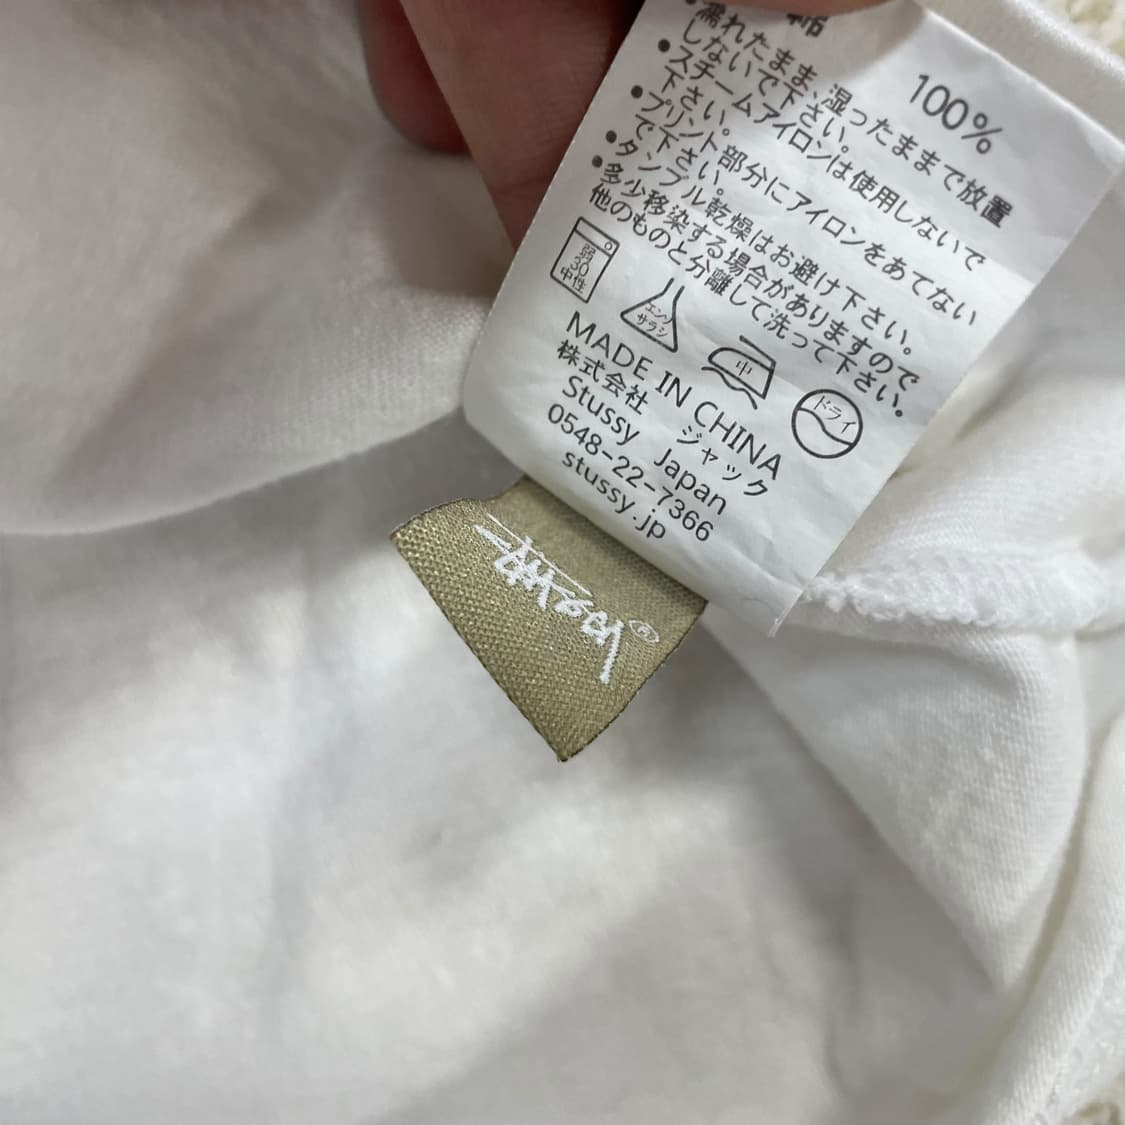 綿 100%
・濡れたまま、湿ったままで放置
しないで下さい。
・スチームアイロンは使用しないで
下さい。
・プリント部分にアイロンをあてない
で下さい。
・タンブル乾燥はお避け下さい。
・多少移染する場合がありますので
他のものと分離して洗って下さい。
弱
30
中性
エンソ
サラシ
中
ドライ
MADE IN CHINA
株式会社 ジャック
Stussy Japan
0548-22-7366
stussy.jp
Stüssy ®